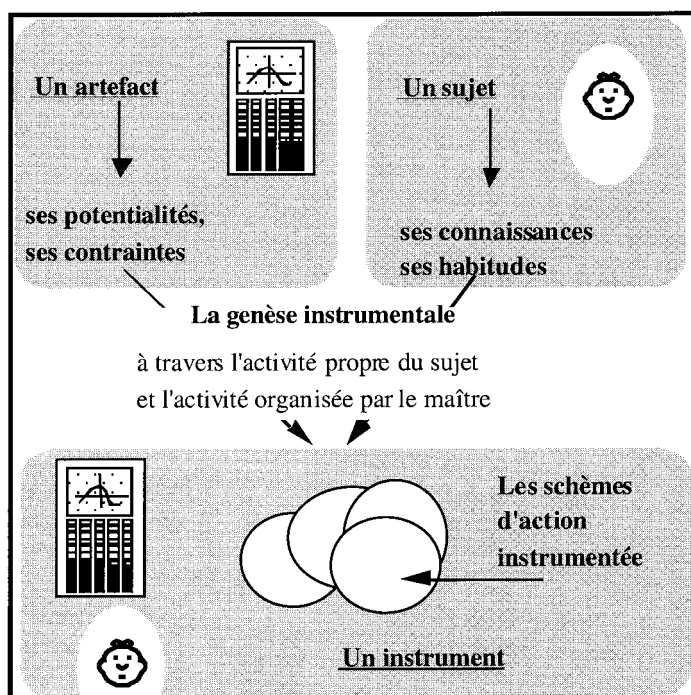 Un artefact
ses potentialités,
ses contraintes
Un sujet
ses connaissances
ses habitudes
La genèse instrumentale
à travers l'activité propre du sujet
et l'activité organisée par le maître
Les schèmes
d'action
instrumentée
Un instrument